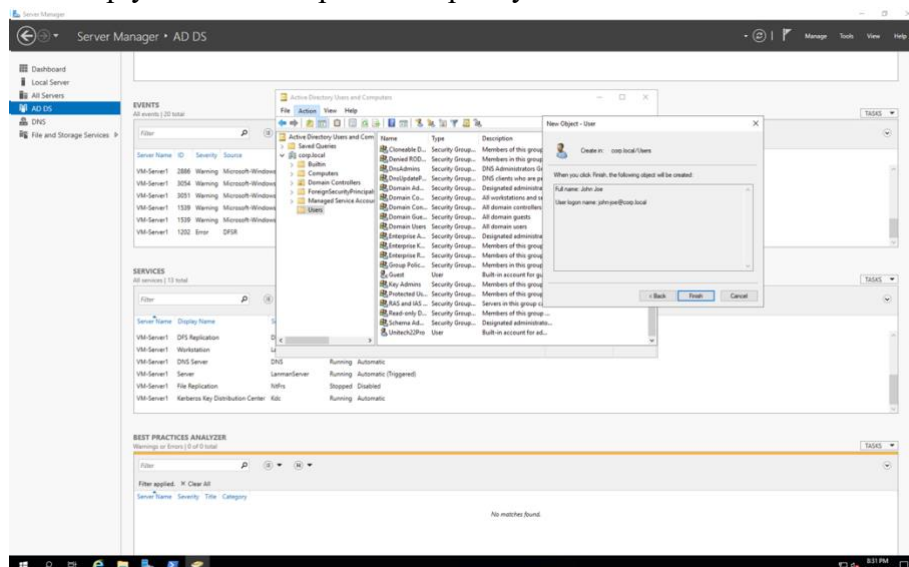 Server Manager
Server Manager • AD DS
Manage Tools View Help
Dashboard
Local Server
All Servers
AD DS
DNS
File and Storage Services
EVENTS
All events | 20 total
TASKS
Filter
Server Name ID Severity Source
VM-Server1 2886 Warning Microsoft-Windows
VM-Server1 3054 Warning Microsoft-Windows
VM-Server1 3051 Warning Microsoft-Windows
VM-Server1 1539 Warning Microsoft-Windows
VM-Server1 1539 Warning Microsoft-Windows
VM-Server1 1202 Error DFSR
Active Directory Users and Computers
File Action View Help
Active Directory Users and Com
Saved Queries
corp.local
Builtin
Computers
Domain Controllers
ForeignSecurityPrincipals
Managed Service Accoun
Users
Name Type Description
Cloneable D... Security Group... Members of this group
Denied ROD... Security Group... Members in this group
DnsAdmins Security Group... DNS Administrators Gr
DnsUpdateP... Security Group... DNS clients who are pe
Domain Ad... Security Group... Designated administra
Domain Co... Security Group... All workstations and se
Domain Con... Security Group... All domain controllers
Domain Gue... Security Group... All domain guests
Domain Users Security Group... All domain users
Enterprise A... Security Group... Designated administra
Enterprise K... Security Group... Members of this group
Enterprise R... Security Group... Members of this group
Group Polic... Security Group... Members in this group
Guest User Built-in account for gu
Key Admins Security Group... Members of this group
Protected Us... Security Group... Members of this group
RAS and IAS ... Security Group... Servers in this group c
Read-only D... Security Group... Members of this group ...
Schema Ad... Security Group... Designated administrato...
Unitech22Pro User Built-in account for ad...
New Object - User
Create in: corp.local/Users
When you click Finish, the following object will be created:
Full name: John Joe
User logon name: john-joe@corp.local
< Back Finish Cancel
SERVICES
All services | 13 total
TASKS
Filter
Server Name Display Name
VM-Server1 DFS Replication
VM-Server1 Workstation
VM-Server1 DNS Server DNS Running Automatic
VM-Server1 Server LanmanServer Running Automatic (Triggered)
VM-Server1 File Replication NtFrs Stopped Disabled
VM-Server1 Kerberos Key Distribution Center Kdc Running Automatic
BEST PRACTICES ANALYZER
Warnings or Errors | 0 of 0 total
TASKS
Filter
Filter applied. × Clear All
Server Name Severity Title Category
No matches found.
8:31 PM